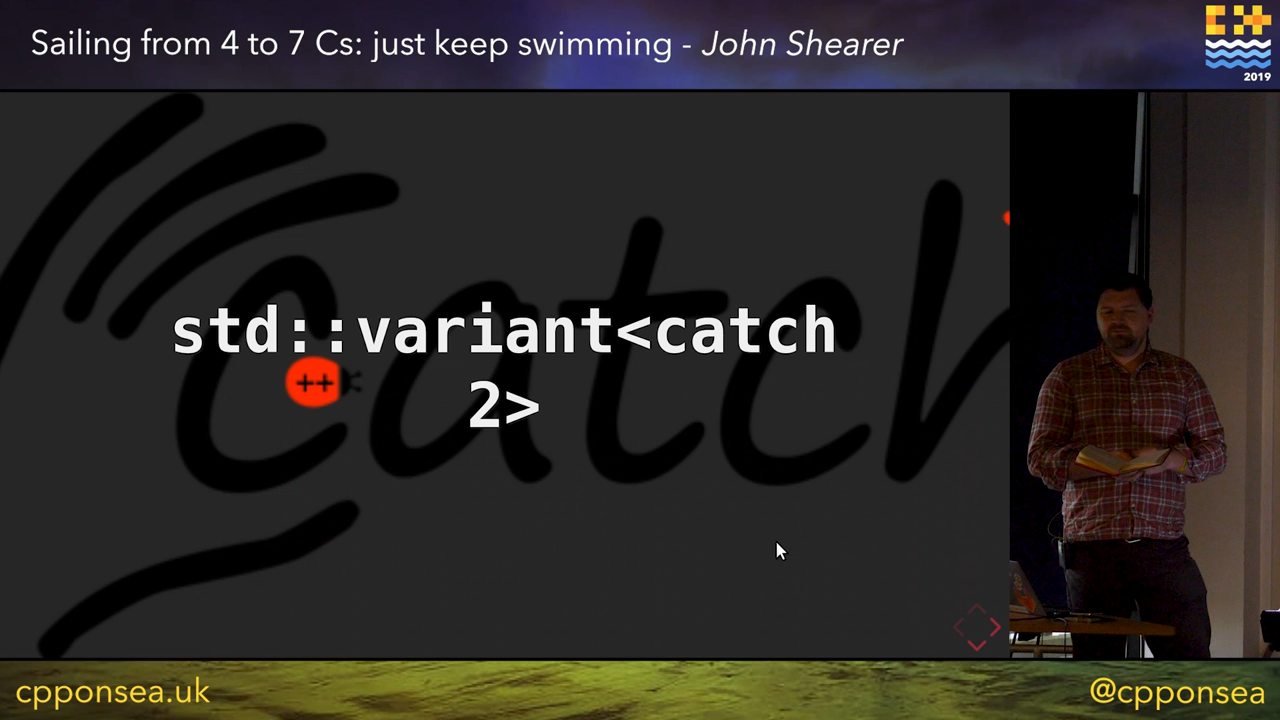 Sailing from 4 to 7 Cs: just keep swimming - John Shearer
C++
2019
Catch
std::variant<catch
2>
++
cpponsea.uk
@cpponsea